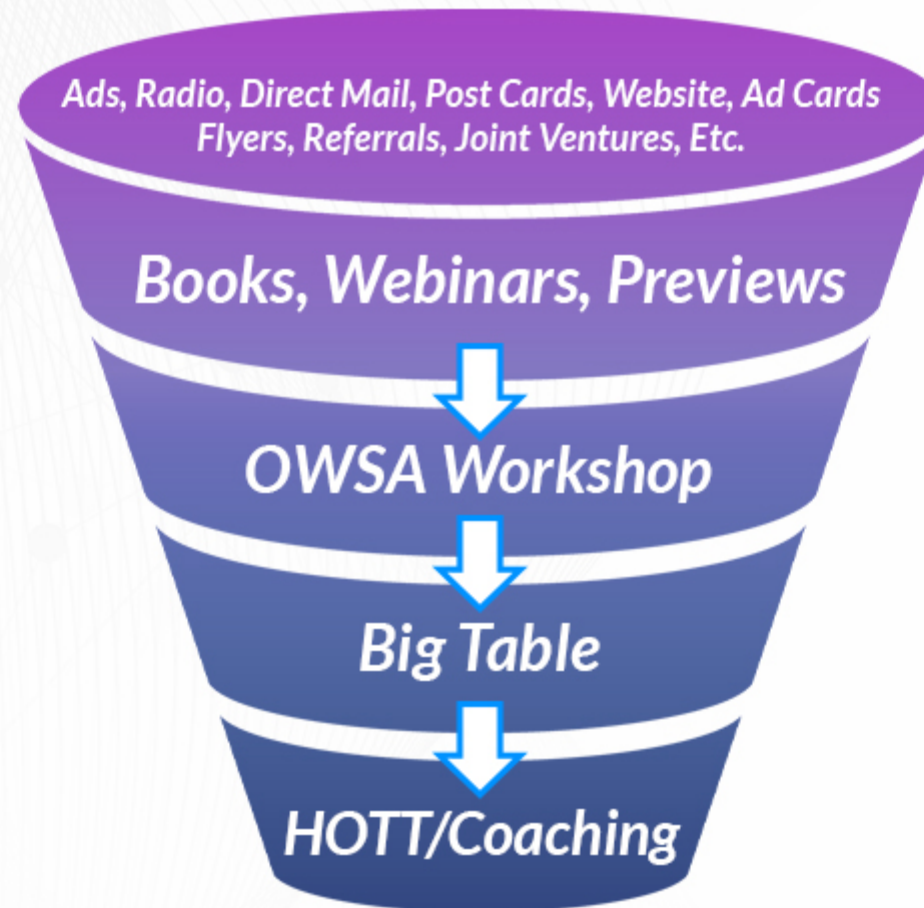 Ads, Radio, Direct Mail, Post Cards, Website, Ad Cards
Flyers, Referrals, Joint Ventures, Etc.
Books, Webinars, Previews
OWSA Workshop
Big Table
HOTT/Coaching